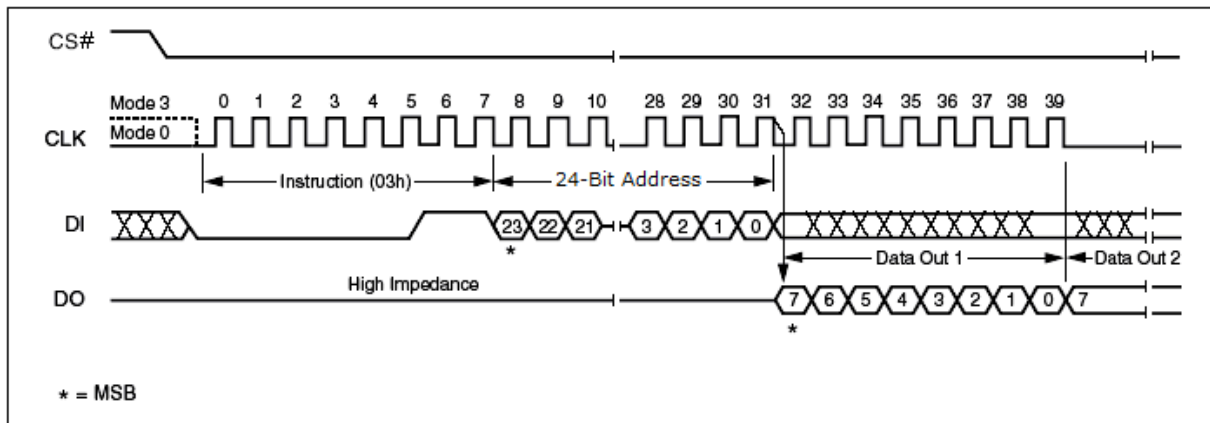 CS#
Mode 3 0 1 2 3 4 5 6 7 8 9 10 28 29 30 31 32 33 34 35 36 37 38 39
CLK Mode 0
Instruction (03h) 24-Bit Address
DI 23 22 21 3 2 1 0
* Data Out 1 Data Out 2
High Impedance
DO 7 6 5 4 3 2 1 0 7
*
* = MSB